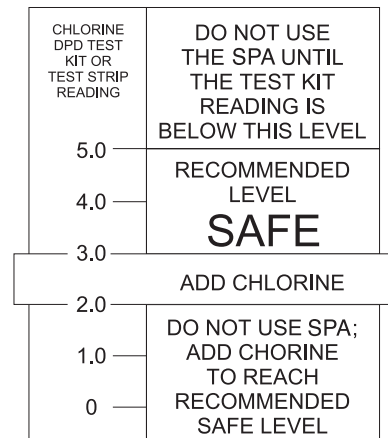 CHLORINE
DPD TEST
KIT OR
TEST STRIP
READING
DO NOT USE
THE SPA UNTIL
THE TEST KIT
READING IS
BELOW THIS LEVEL
5.0
RECOMMENDED
LEVEL
4.0
SAFE
3.0
ADD CHLORINE
2.0
DO NOT USE SPA;
ADD CHORINE
1.0
TO REACH
RECOMMENDED
0
SAFE LEVEL